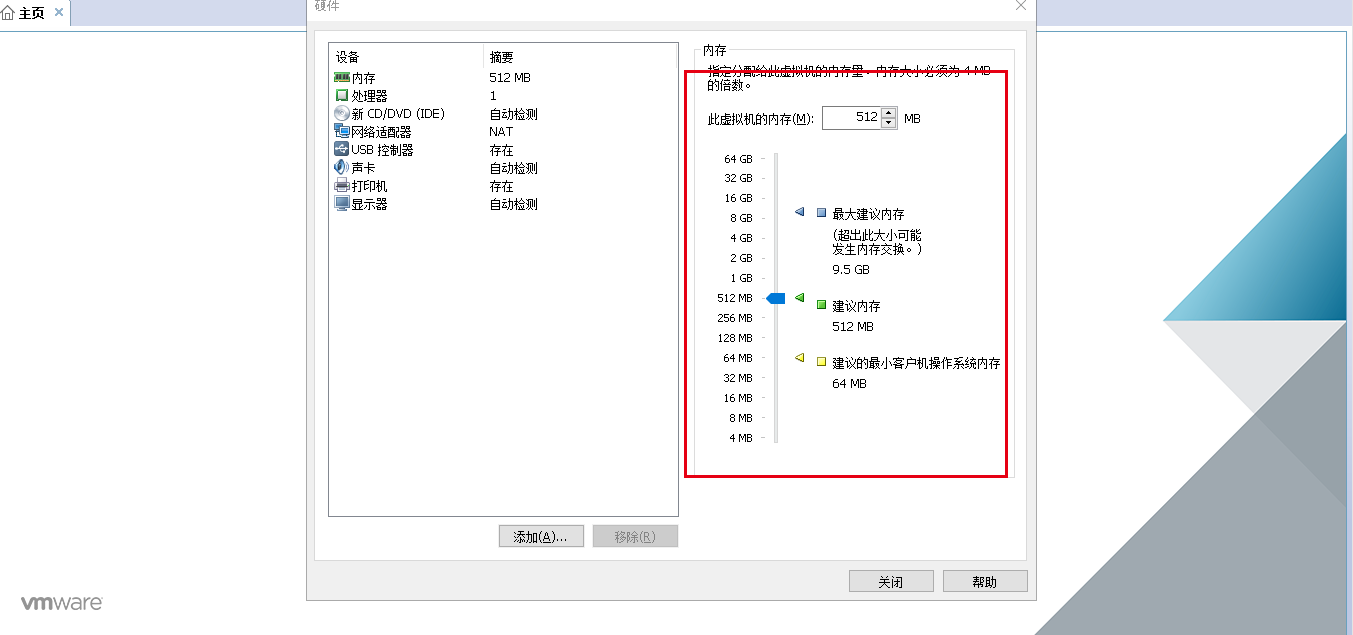 主页
硬件
设备 摘要
内存 512 MB
处理器 1
新 CD/DVD (IDE) 自动检测
网络适配器 NAT
USB 控制器 存在
声卡 自动检测
打印机 存在
显示器 自动检测
添加(A)...
移除(R)
内存
指定分配给此虚拟机的内存量。内存大小必须为 4 MB
的倍数。
此虚拟机的内存(M): 512 MB
64 GB
32 GB
16 GB
8 GB
4 GB
2 GB
1 GB
512 MB
256 MB
128 MB
64 MB
32 MB
16 MB
8 MB
4 MB
最大建议内存
(超出此大小可能
发生内存交换。)
9.5 GB
建议内存
512 MB
建议的最小客户机操作系统内存
64 MB
关闭
帮助
vmware